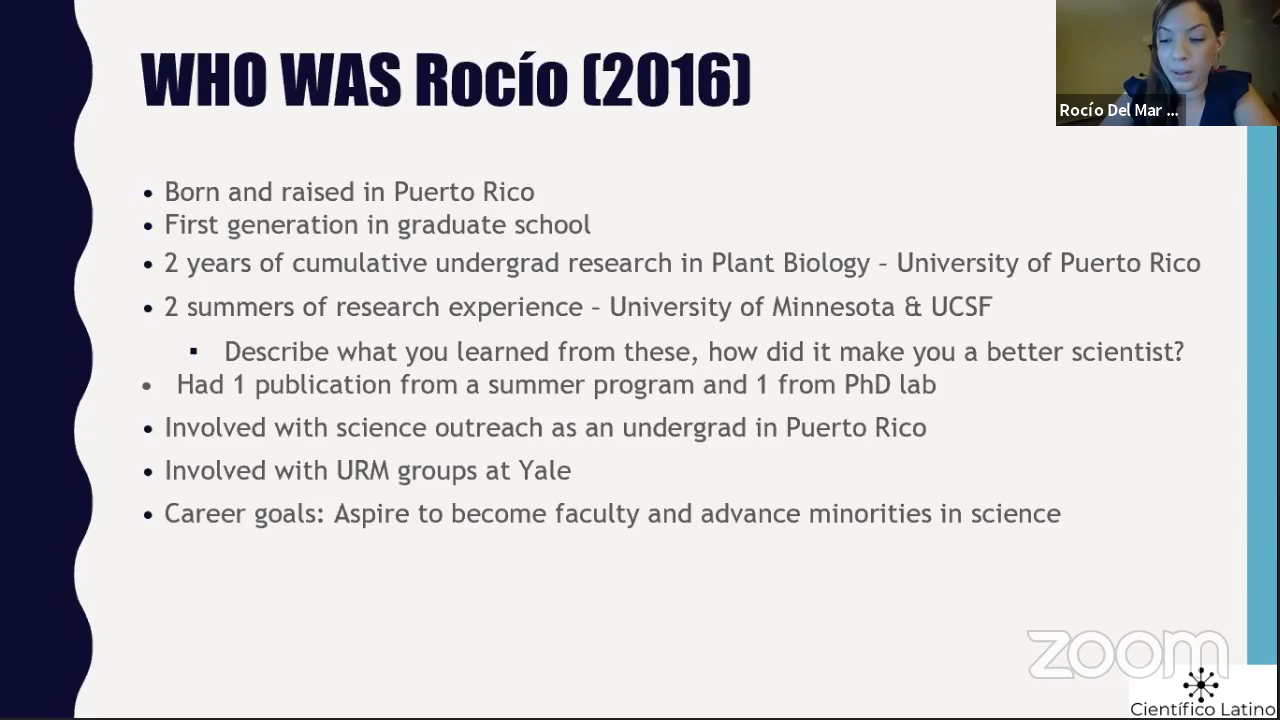 WHO WAS Rocío (2016)
Rocío Del Mar ...
• Born and raised in Puerto Rico
• First generation in graduate school
• 2 years of cumulative undergrad research in Plant Biology – University of Puerto Rico
• 2 summers of research experience – University of Minnesota & UCSF
▪ Describe what you learned from these, how did it make you a better scientist?
• Had 1 publication from a summer program and 1 from PhD lab
• Involved with science outreach as an undergrad in Puerto Rico
• Involved with URM groups at Yale
• Career goals: Aspire to become faculty and advance minorities in science
zoom
Científico Latino